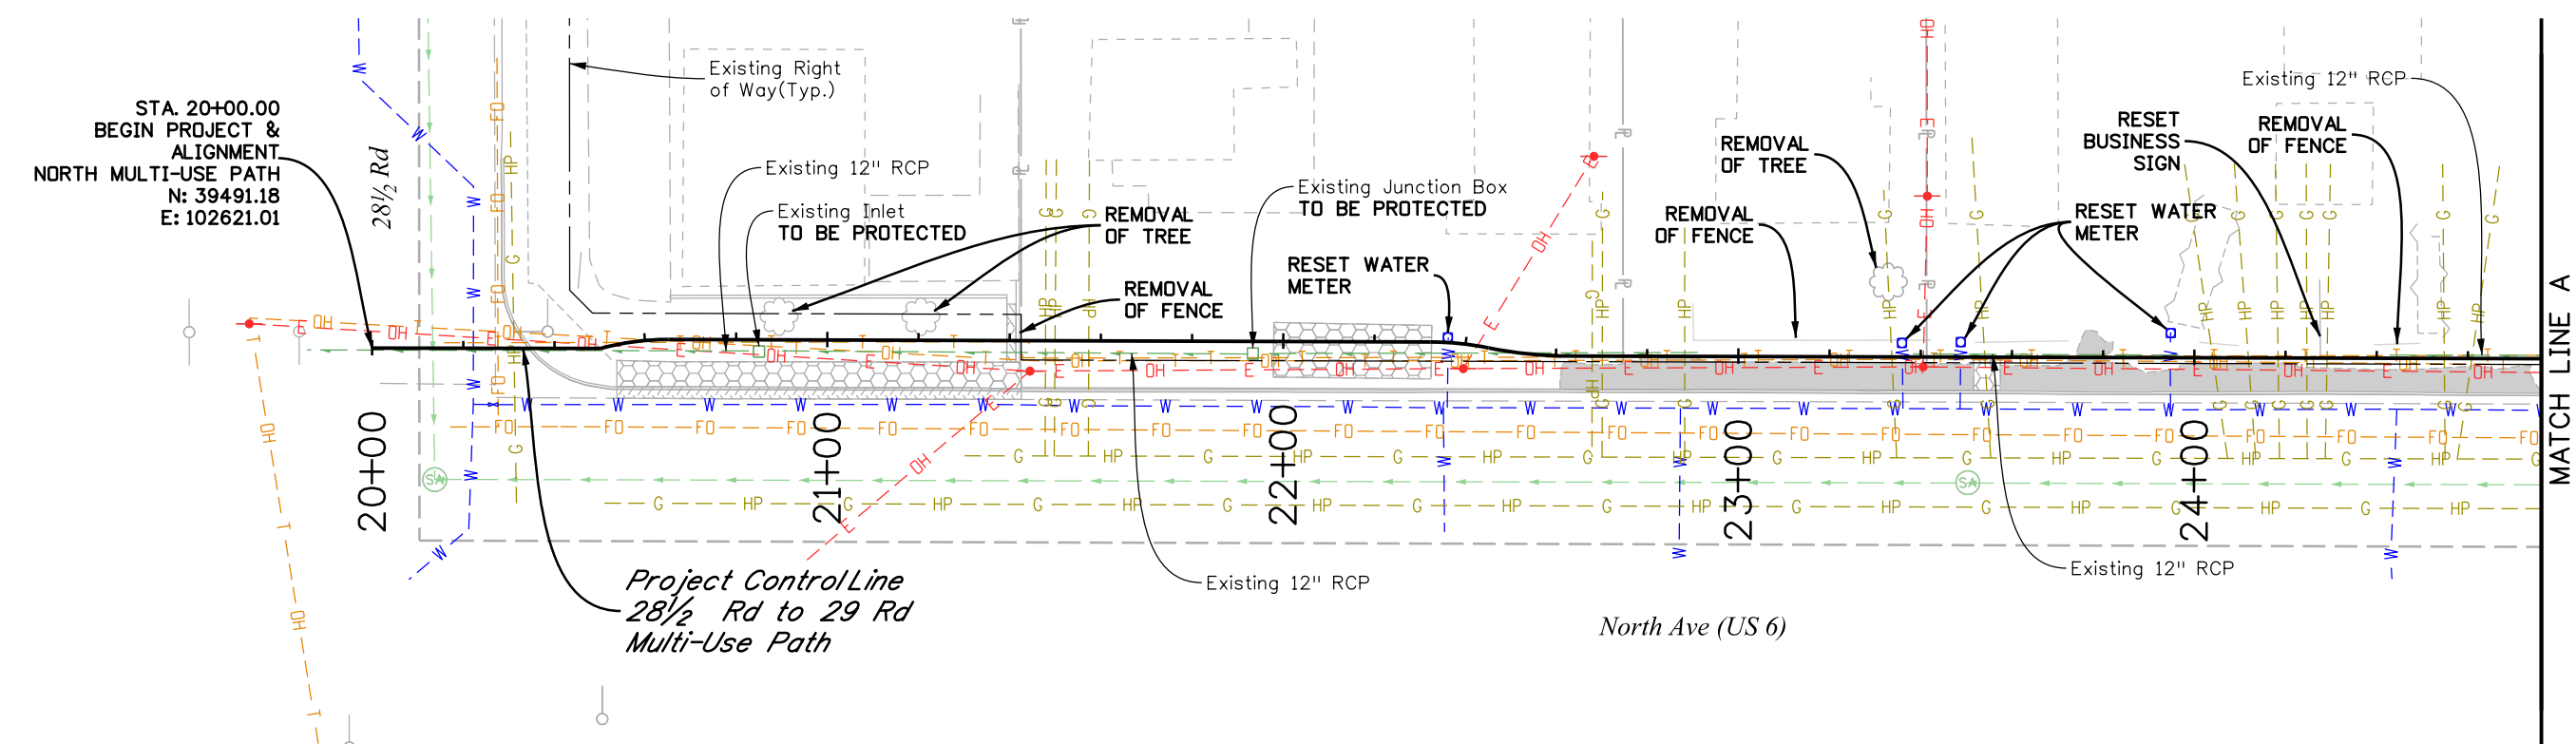 STA. 20+00.00
BEGIN PROJECT &
ALIGNMENT
NORTH MULTI-USE PATH
N: 39491.18
E: 102621.01
28½ Rd
Existing Right
of Way(Typ.)
Existing 12" RCP
Existing Inlet
TO BE PROTECTED
REMOVAL
OF TREE
REMOVAL
OF FENCE
Existing Junction Box
TO BE PROTECTED
RESET WATER
METER
REMOVAL
OF FENCE
REMOVAL
OF TREE
RESET WATER
METER
RESET
BUSINESS
SIGN
REMOVAL
OF FENCE
Existing 12" RCP
MATCH LINE A
20+00
21+00
22+00
23+00
24+00
Project Control Line
28½ Rd to 29 Rd
Multi-Use Path
Existing 12" RCP
Existing 12" RCP
North Ave (US 6)